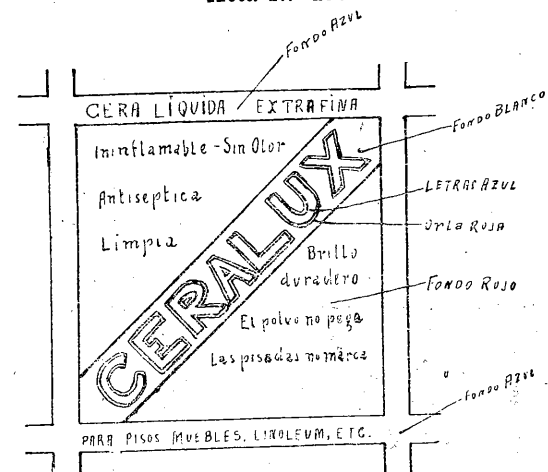 FONDO AZUL
CERA LÍQUIDA EXTRAFINA
FONDO BLANCO
Ininflamable - Sin Olor
Antiseptica
LETRAS AZUL
Limpia
Orla ROJA
CERALUX
Brillo
duradero
FONDO ROJO
El polvo no pega
Las pisadas no marca
FONDO AZUL
PARA PISOS MUEBLES, LINOLEUM, ETC.